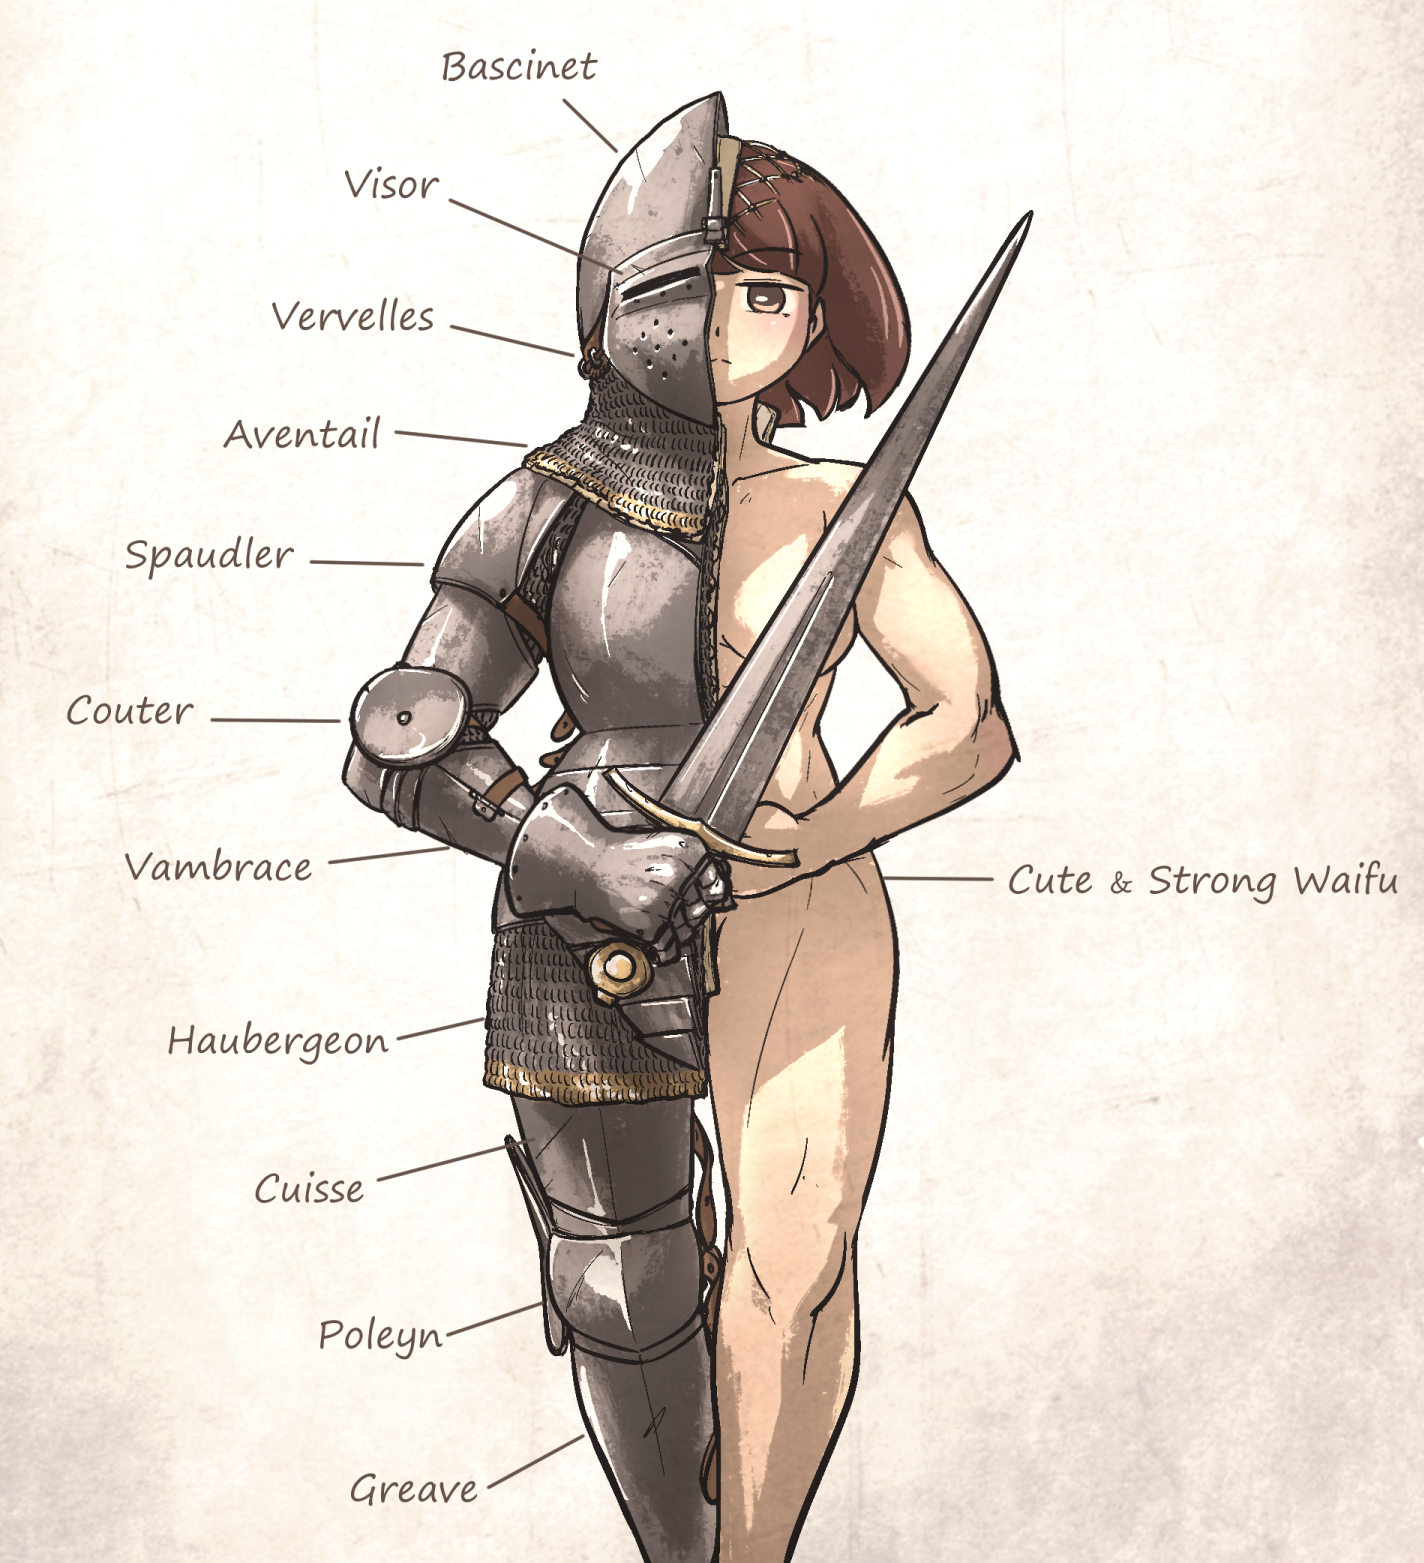 Bascinet
Visor
Vervelles
Aventail
Spaudler
Couter
Vambrace
Cute & Strong Waifu
Haubergeon
Cuisse
Poleyn
Greave